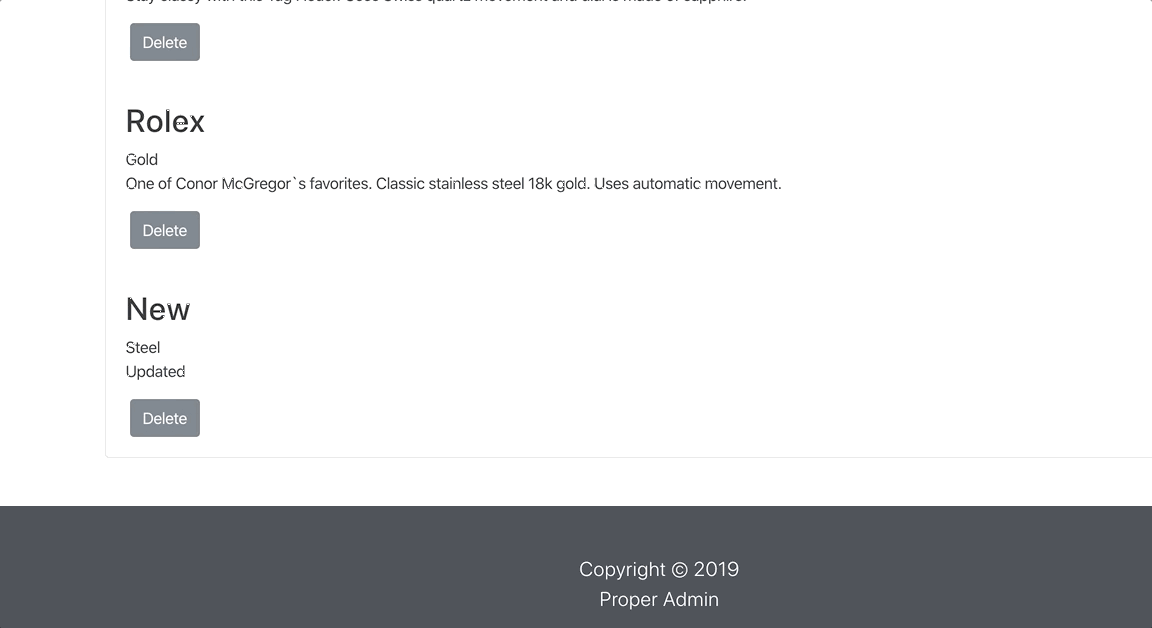 Delete
Rolex
Gold
One of Conor McGregor`s favorites. Classic stainless steel 18k gold. Uses automatic movement.
Delete
New
Steel
Updated
Delete
Copyright © 2019
Proper Admin